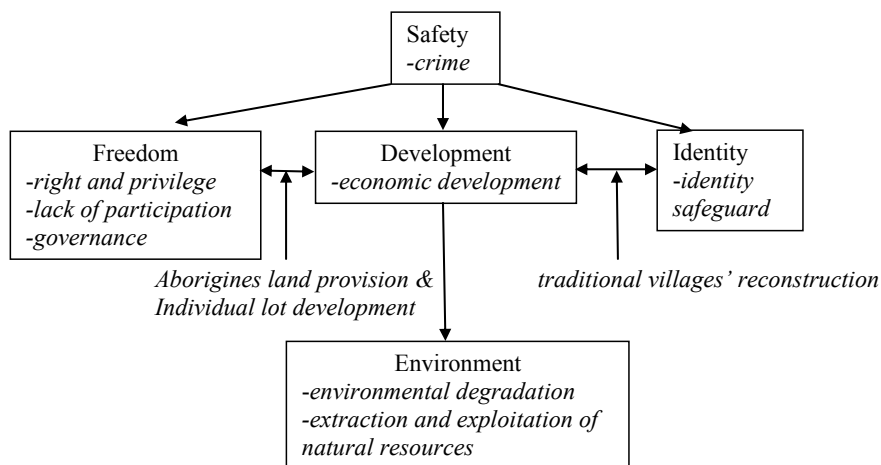 Safety
-crime
Freedom
-right and privilege
-lack of participation
-governance
Development
-economic development
Identity
-identity
safeguard
Aborigines land provision &
Individual lot development
traditional villages’ reconstruction
Environment
-environmental degradation
-extraction and exploitation of
natural resources